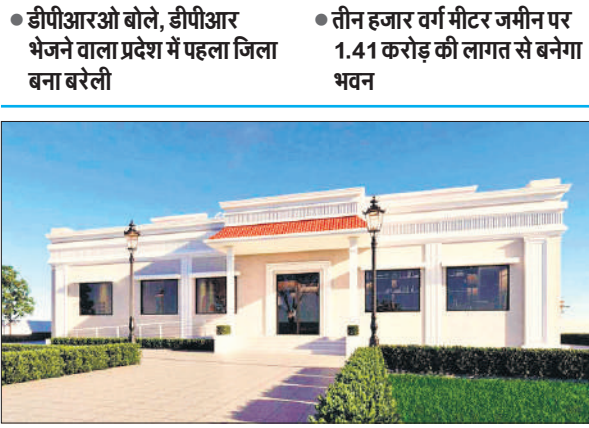 ● डीपीआरओ बोले, डीपीआर
भेजने वाला प्रदेश में पहला जिला
बना बरेली
● तीन हजार वर्ग मीटर जमीन पर
1.41 करोड़ की लागत से बनेगा
भवन